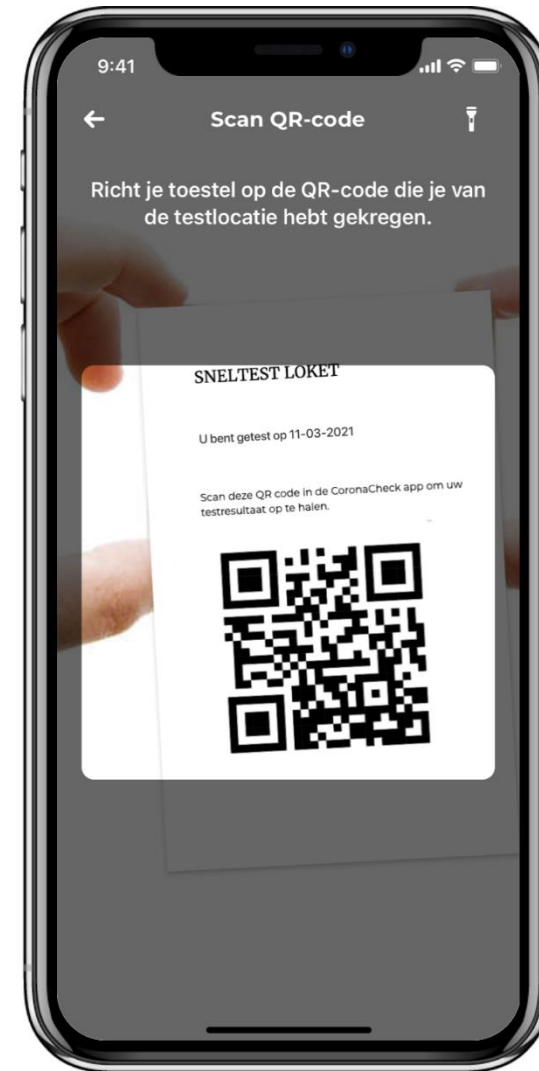 9:41
Scan QR-code
Richt je toestel op de QR-code die je van
de testlocatie hebt gekregen.
SNELTEST LOKET
U bent getest op 11-03-2021
Scan deze QR code in de CoronaCheck app om uw
testresultaat op te halen.